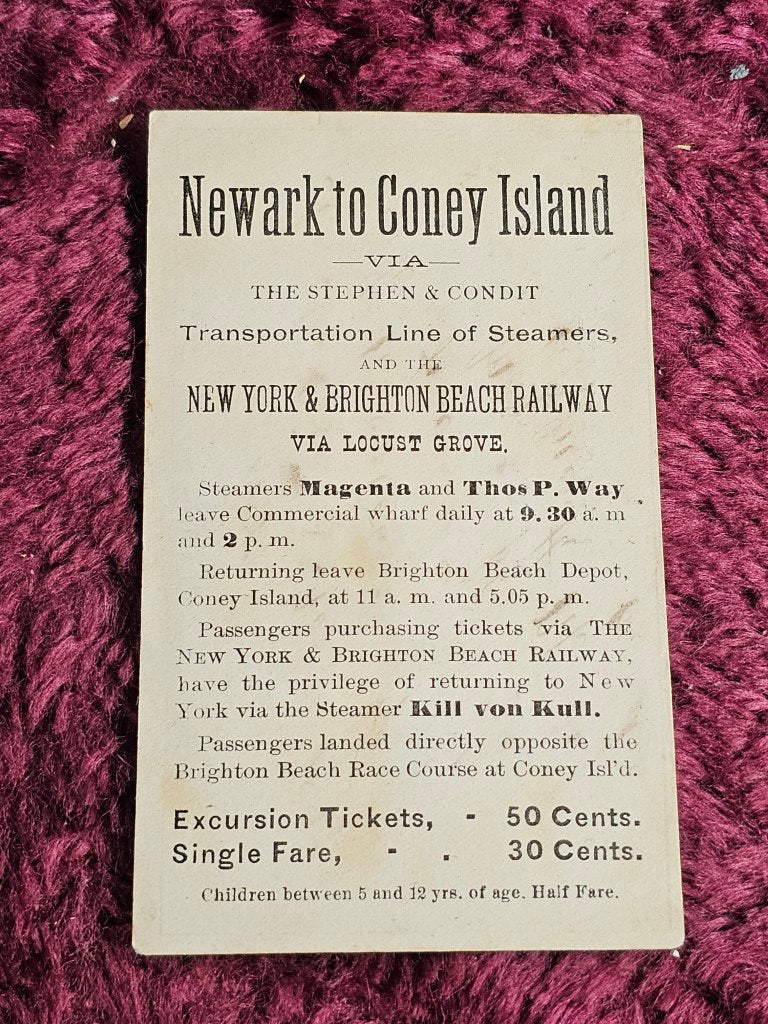 Newark to Coney Island
—VIA—
THE STEPHEN & CONDIT
Transportation Line of Steamers,
AND THE
NEW YORK & BRIGHTON BEACH RAILWAY
VIA LOCUST GROVE.
Steamers Magenta and Thos P. Way
leave Commercial wharf daily at 9.30 a. m
and 2 p. m.
Returning leave Brighton Beach Depot,
Coney Island, at 11 a. m. and 5.05 p. m.
Passengers purchasing tickets via THE
NEW YORK & BRIGHTON BEACH RAILWAY,
have the privilege of returning to New
York via the Steamer Kill von Kull.
Passengers landed directly opposite the
Brighton Beach Race Course at Coney Isl'd.
Excursion Tickets, - 50 Cents.
Single Fare, - . 30 Cents.
Children between 5 and 12 yrs. of age. Half Fare.